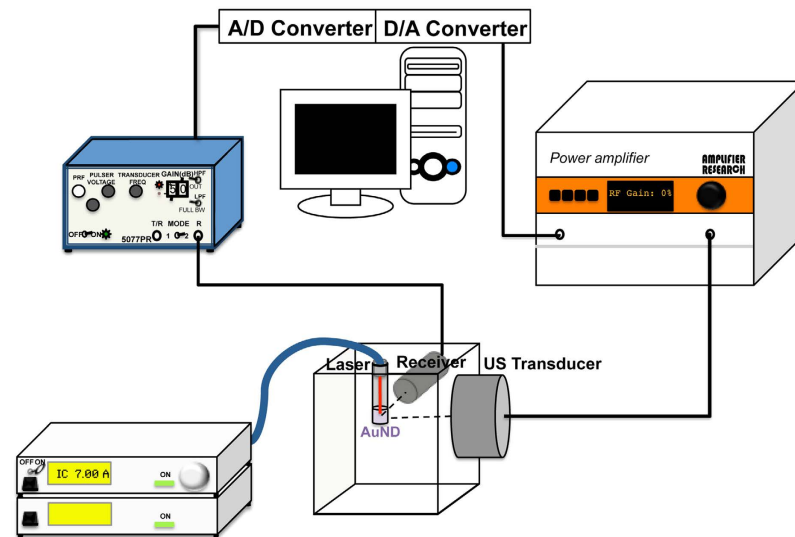 A/D Converter D/A Converter
PRF PULSER VOLTAGE TRANSDUCER FREQ GAIN(dB) HPF
50 OUT
LPF
FULL BW
T/R MODE R
OFF ON 1 2
5077PR
Power amplifier AMPLIFIER RESEARCH
RF Gain: 0%
Laser Receiver US Transducer
AuND
OFF ON
IC 7.00 A ON
ON